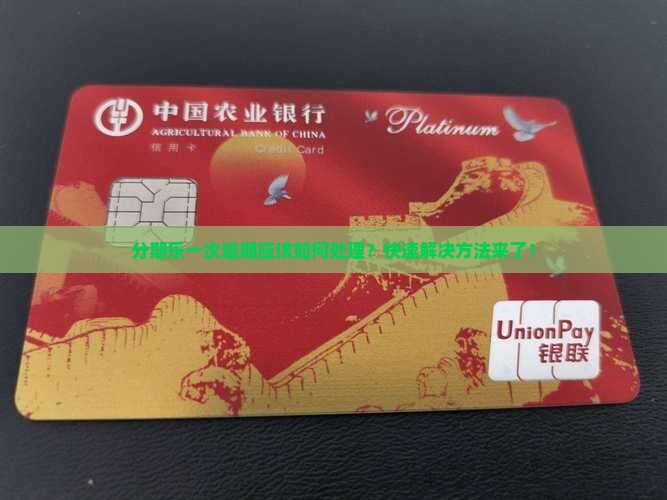 中国农业银行
AGRICULTURAL BANK OF CHINA
信用卡
Credit Card
Platinum
分期乐一次逾期应该如何处理？快速解决方法来了！
UnionPay
银联